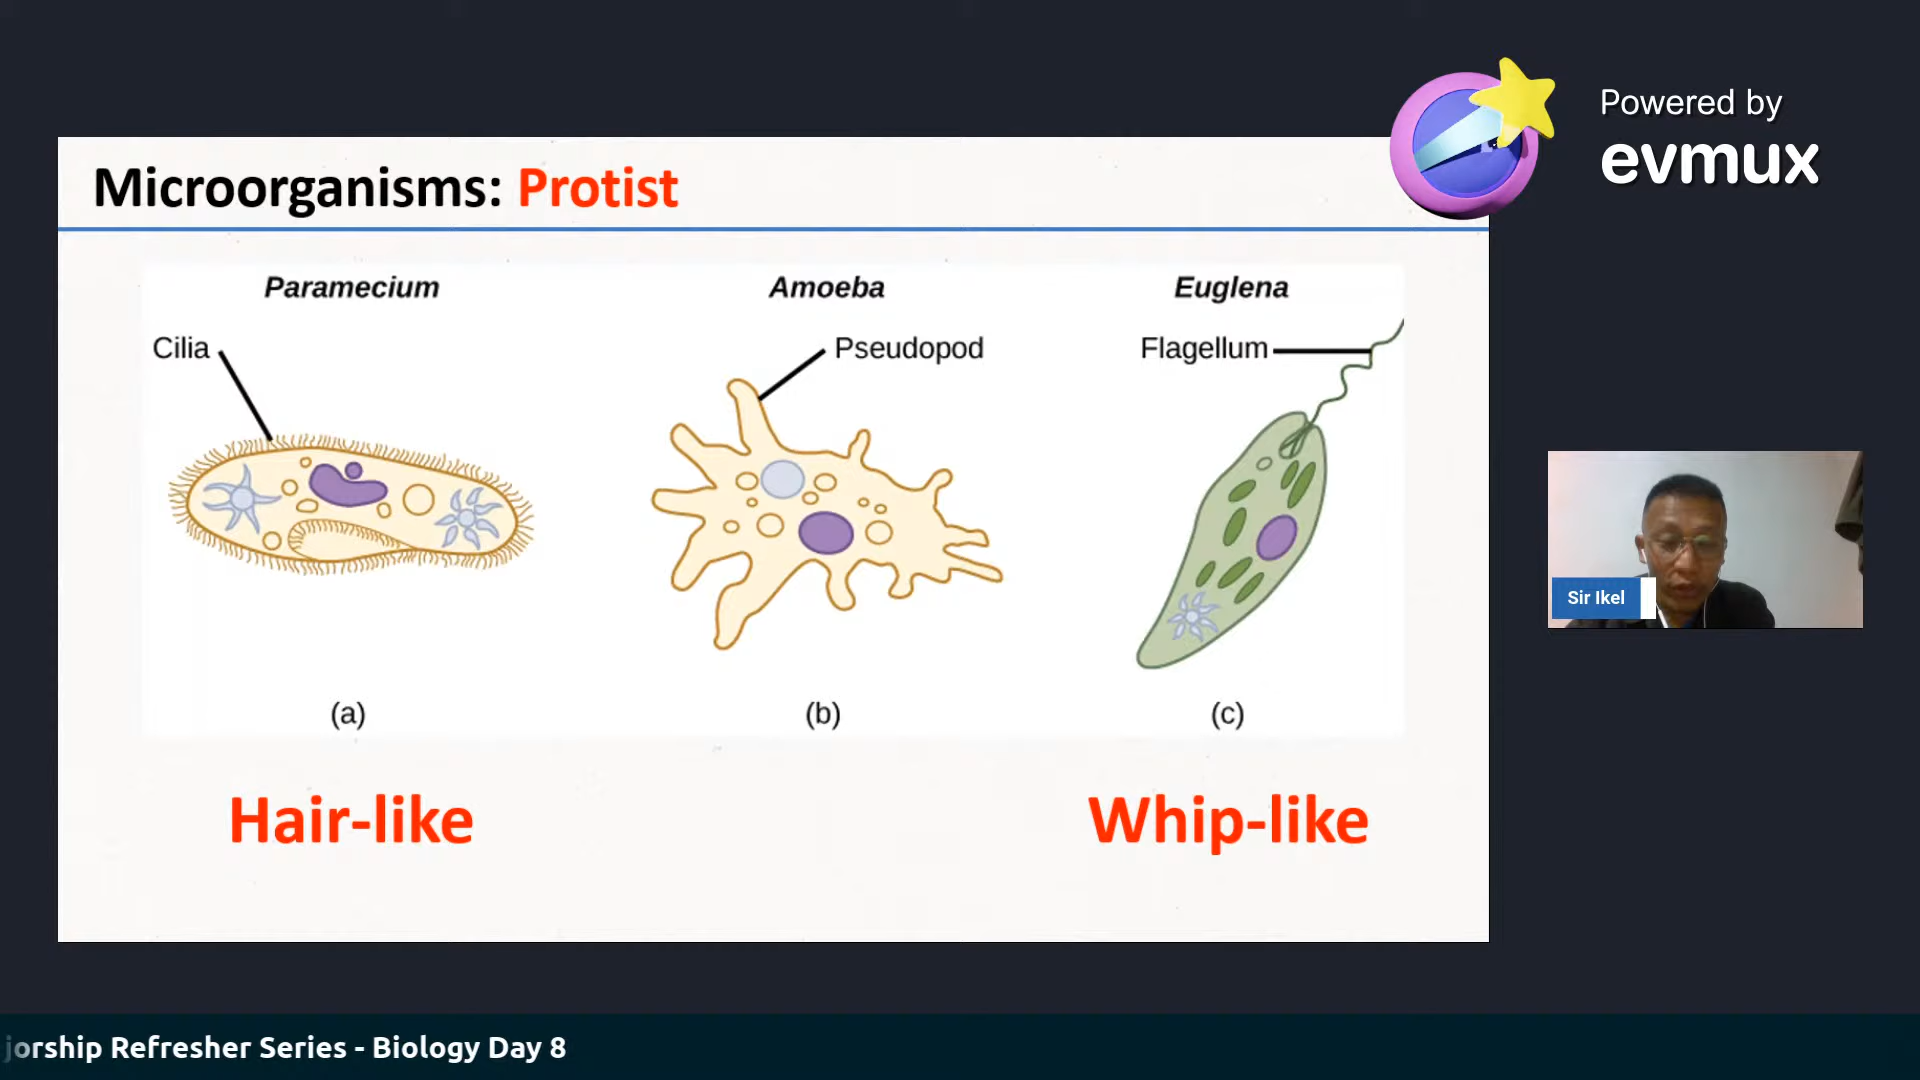 Powered by
evmux
Microorganisms: Protist
Paramecium
Amoeba
Euglena
Cilia
Pseudopod
Flagellum
(a)
(b)
(c)
Hair-like
Whip-like
Sir Ikel
jorship Refresher Series - Biology Day 8